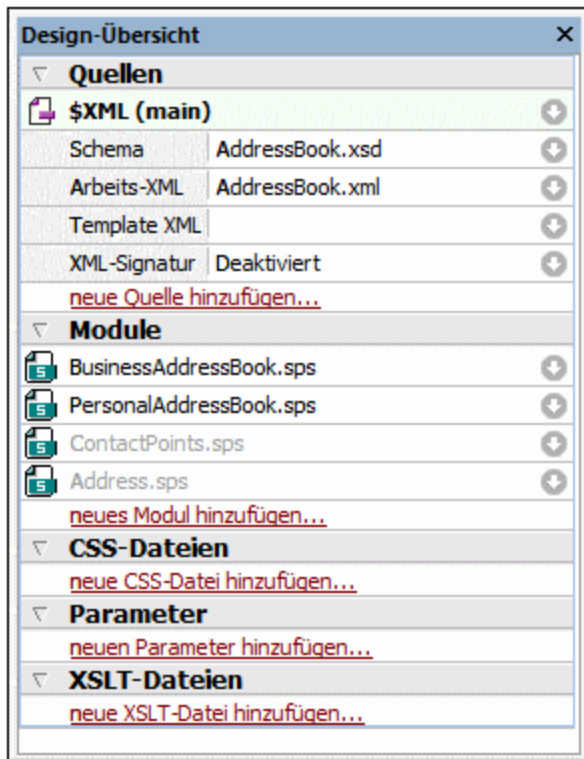 Design-Übersicht
Quellen
$XML (main)
Schema AddressBook.xsd
Arbeits-XML AddressBook.xml
Template XML
XML-Signatur Deaktiviert
neue Quelle hinzufügen...
Module
BusinessAddressBook.sps
PersonalAddressBook.sps
ContactPoints.sps
Address.sps
neues Modul hinzufügen...
CSS-Dateien
neue CSS-Datei hinzufügen...
Parameter
neuen Parameter hinzufügen...
XSLT-Dateien
neue XSLT-Datei hinzufügen...